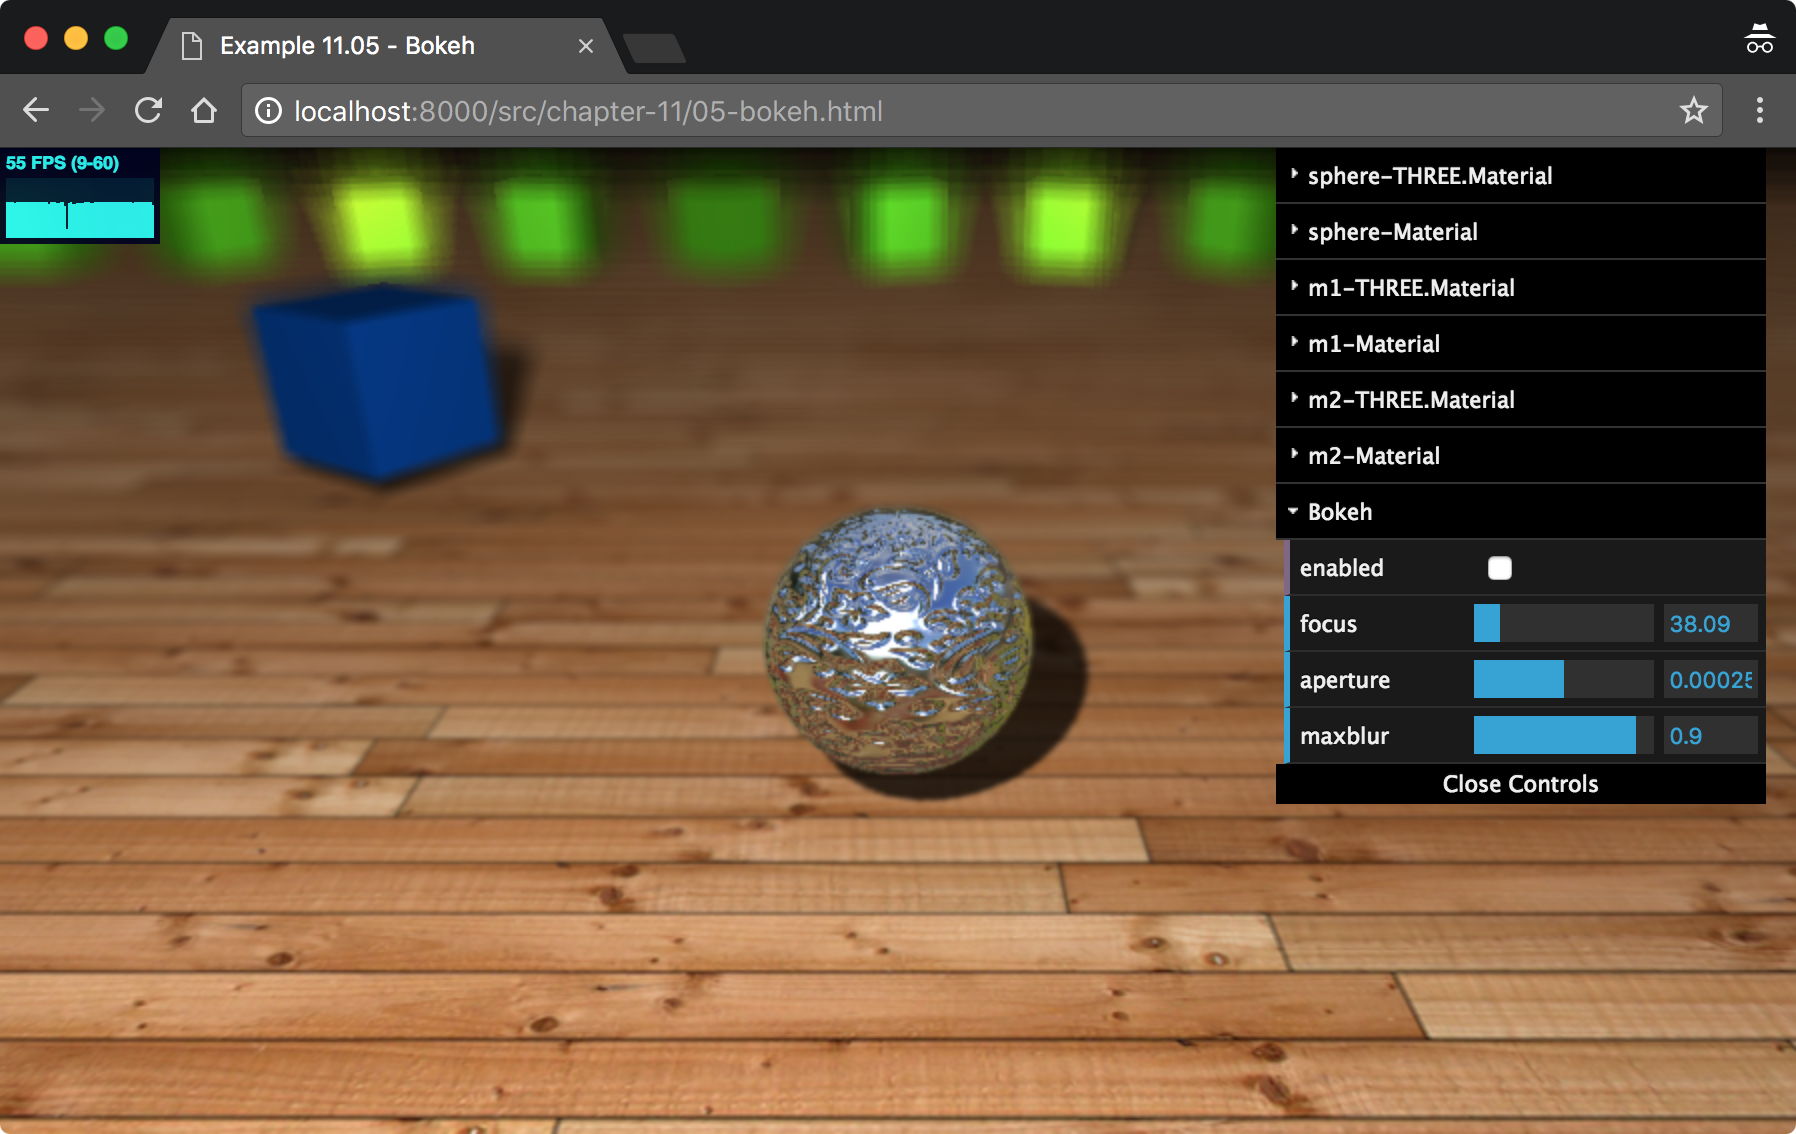 Example 11.05 - Bokeh
localhost:8000/src/chapter-11/05-bokeh.html
55 FPS (9-60)
sphere-THREE.Material
sphere-Material
m1-THREE.Material
m1-Material
m2-THREE.Material
m2-Material
Bokeh
enabled
focus 38.09
aperture 0.00025
maxblur 0.9
Close Controls